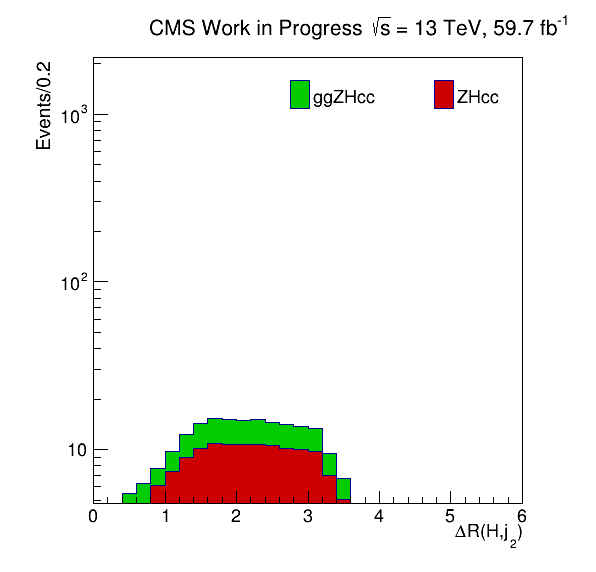 CMS Work in Progress √s = 13 TeV, 59.7 fb⁻¹
Events/0.2
ggZHcc
ZHcc
10³
10²
10
0 1 2 3 4 5 6
ΔR(H,j₂)